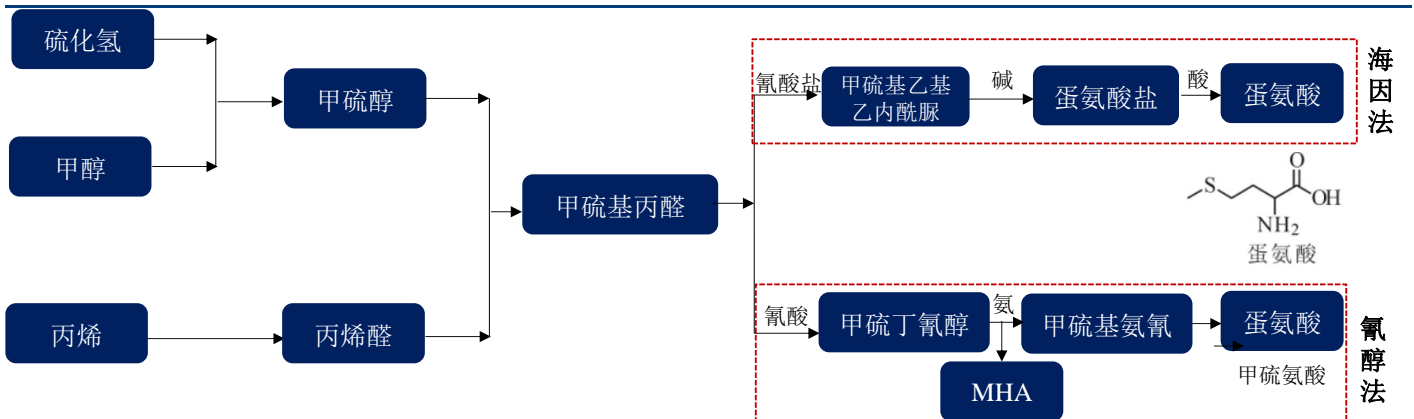 硫化氢
甲醇
甲硫醇
丙烯
丙烯醛
甲硫基丙醛
氰酸盐
甲硫基乙基
乙内酰脲
碱
蛋氨酸盐
酸
蛋氨酸
海因法
S
O
OH
NH2
蛋氨酸
氰酸
甲硫丁氰醇
氨
甲硫基氨氰
蛋氨酸
MHA
甲硫氨酸
氰醇法